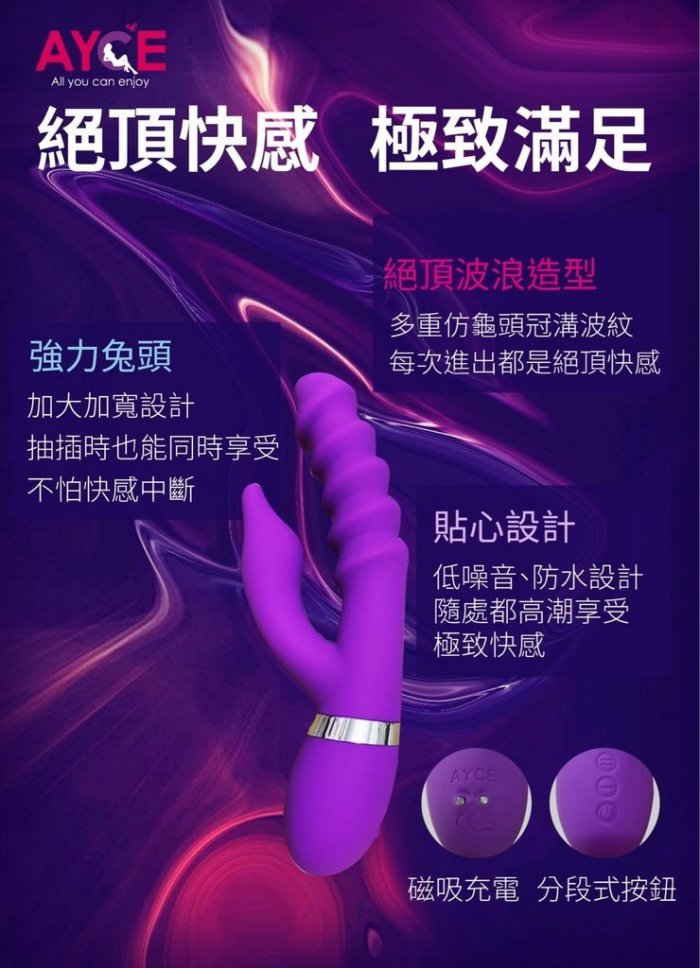 AYCE
All you can enjoy
絕頂快感 極致滿足
絕頂波浪造型
多重仿龜頭冠溝波紋
每次進出都是絕頂快感
強力兔頭
加大加寬設計
抽插時也能同時享受
不怕快感中斷
貼心設計
低噪音、防水設計
隨處都高潮享受
極致快感
AYCE
CE
磁吸充電 分段式按鈕